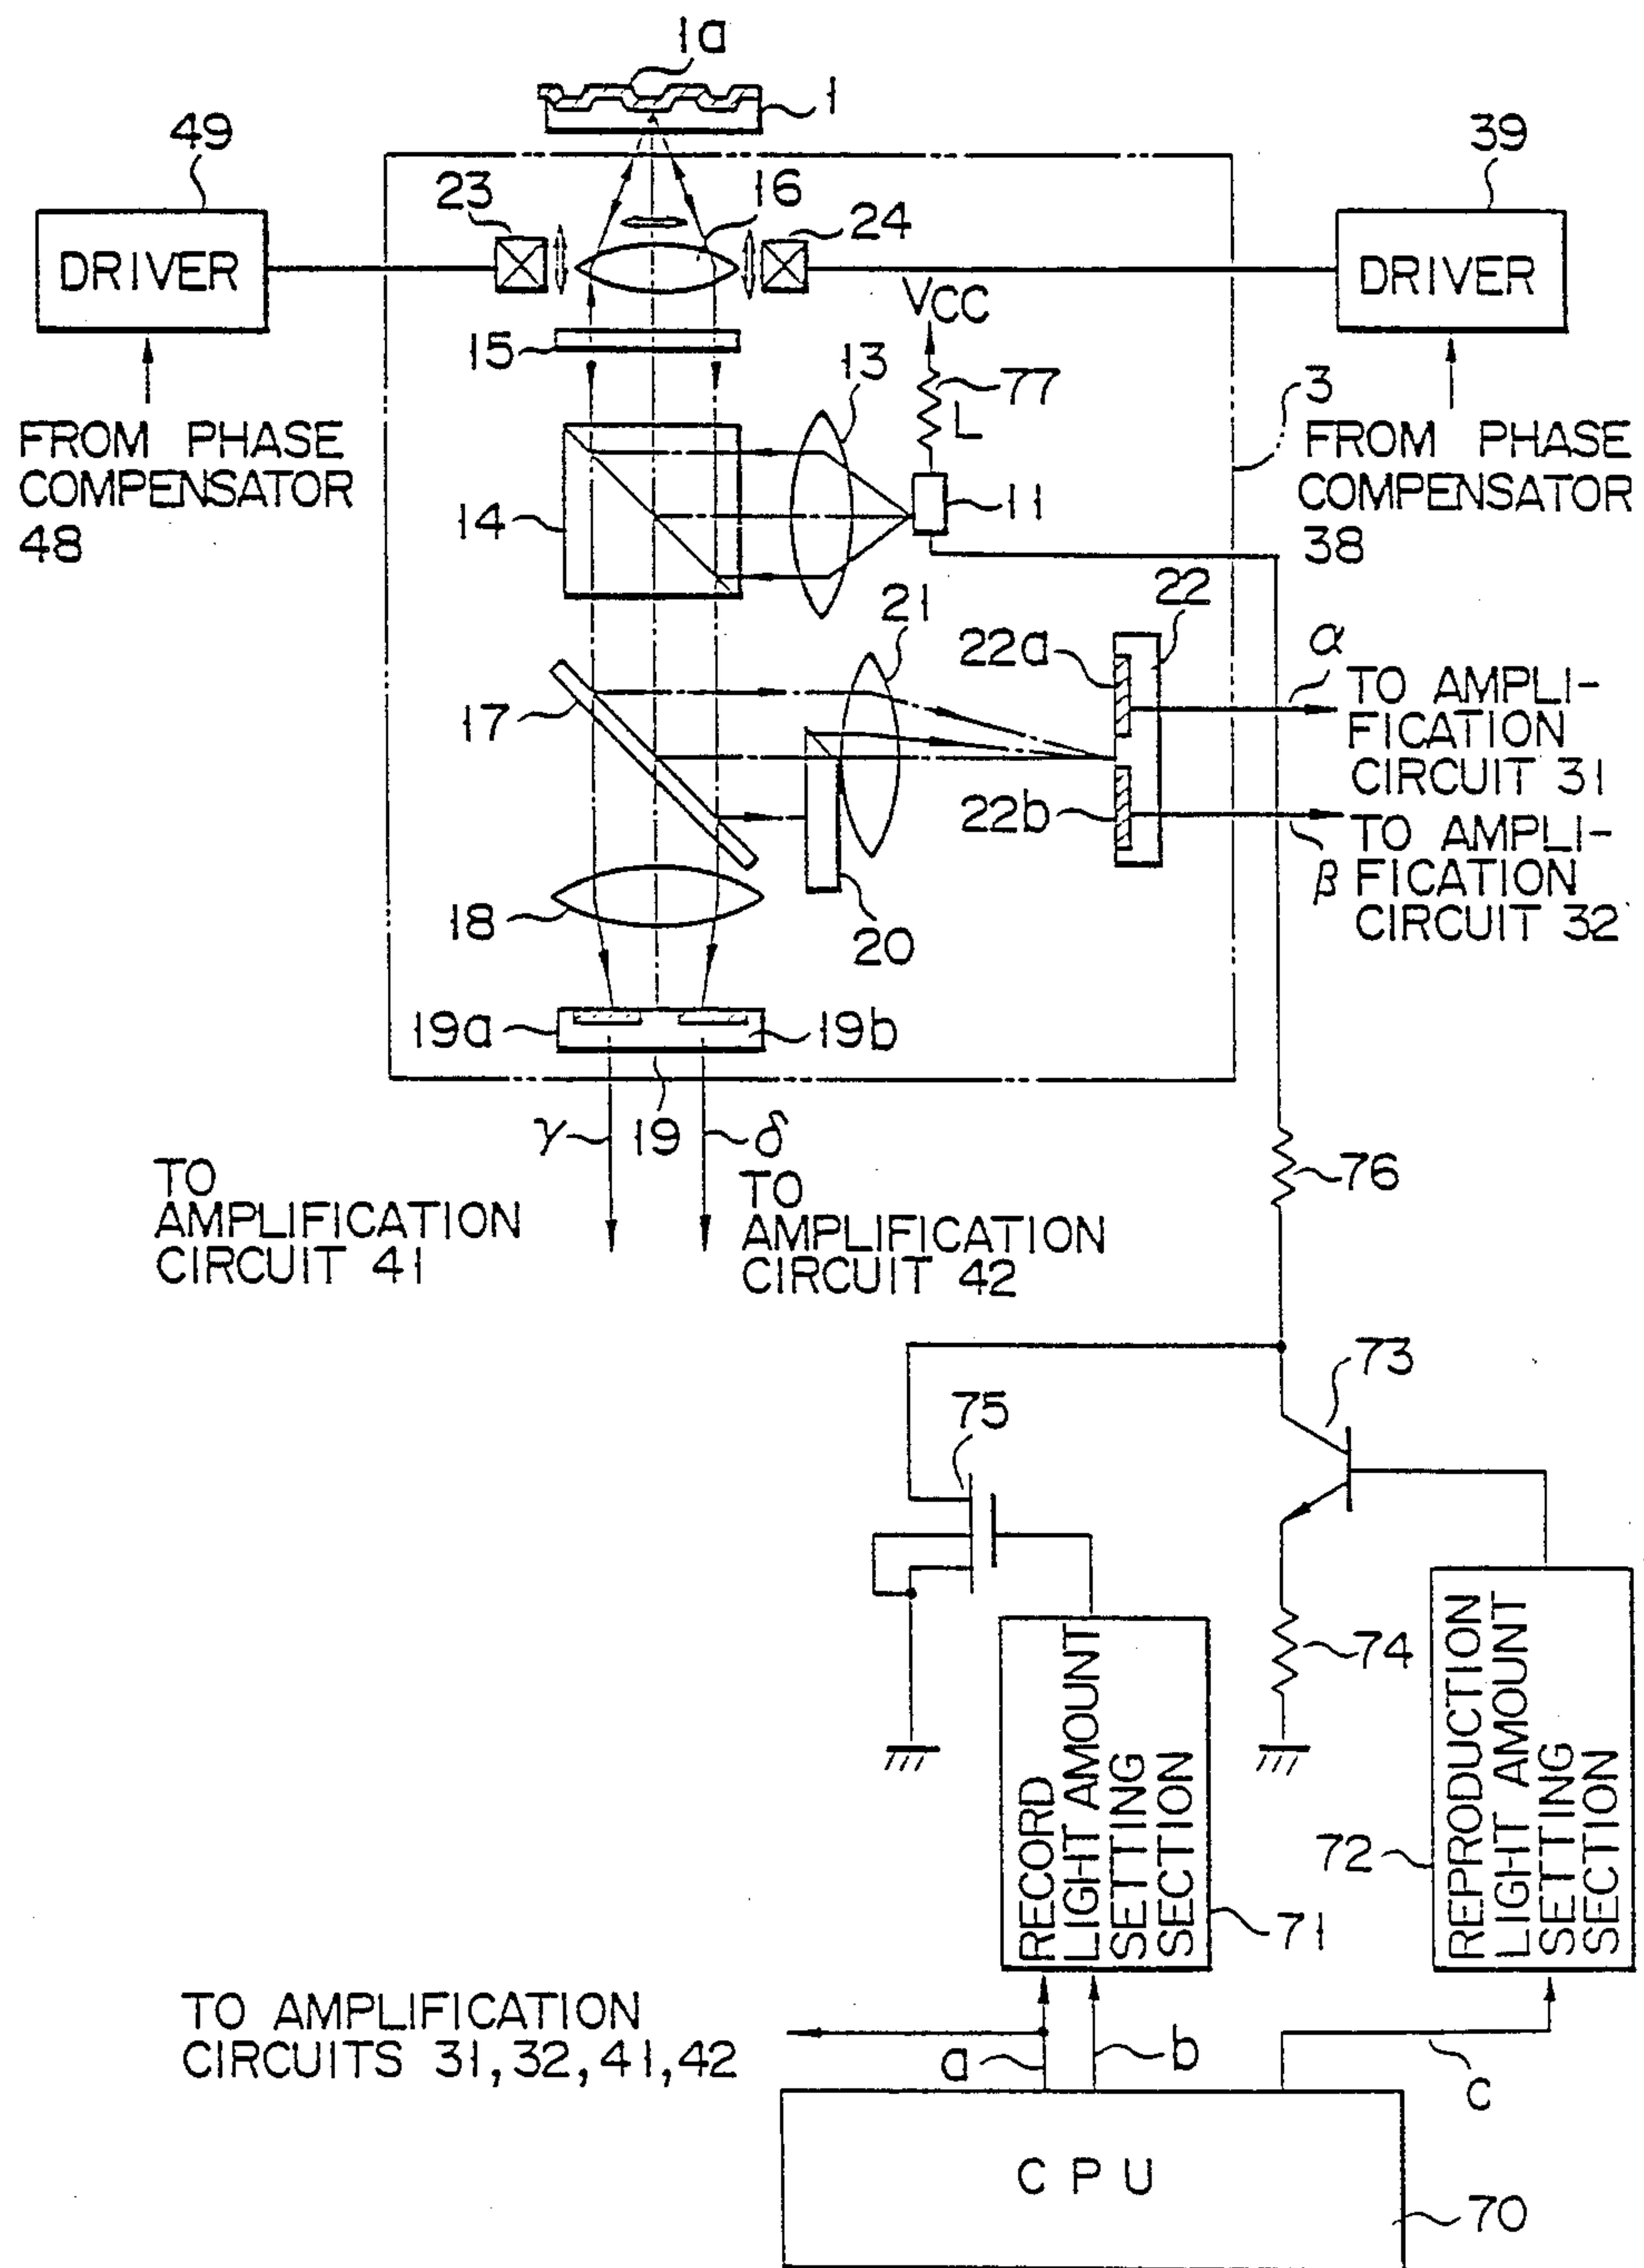 1a
1
49
39
23
16
24
DRIVER
DRIVER
VCC
15
13
77
L
3
FROM PHASE
COMPENSATOR
48
FROM PHASE
COMPENSATOR
38
14
11
21
22
22a
α
17
TO AMPLI-
FICATION
CIRCUIT 31
22b
TO AMPLI-
β FICATION
CIRCUIT 32
18
20
19a
19b
γ
19
δ
TO
AMPLIFICATION
CIRCUIT 41
TO
AMPLIFICATION
CIRCUIT 42
76
73
75
74
RECORD
LIGHT AMOUNT
SETTING
SECTION
71
REPRODUCTION
LIGHT AMOUNT
SETTING
SECTION
72
TO AMPLIFICATION
CIRCUITS 31,32,41,42
a
b
c
CPU
70